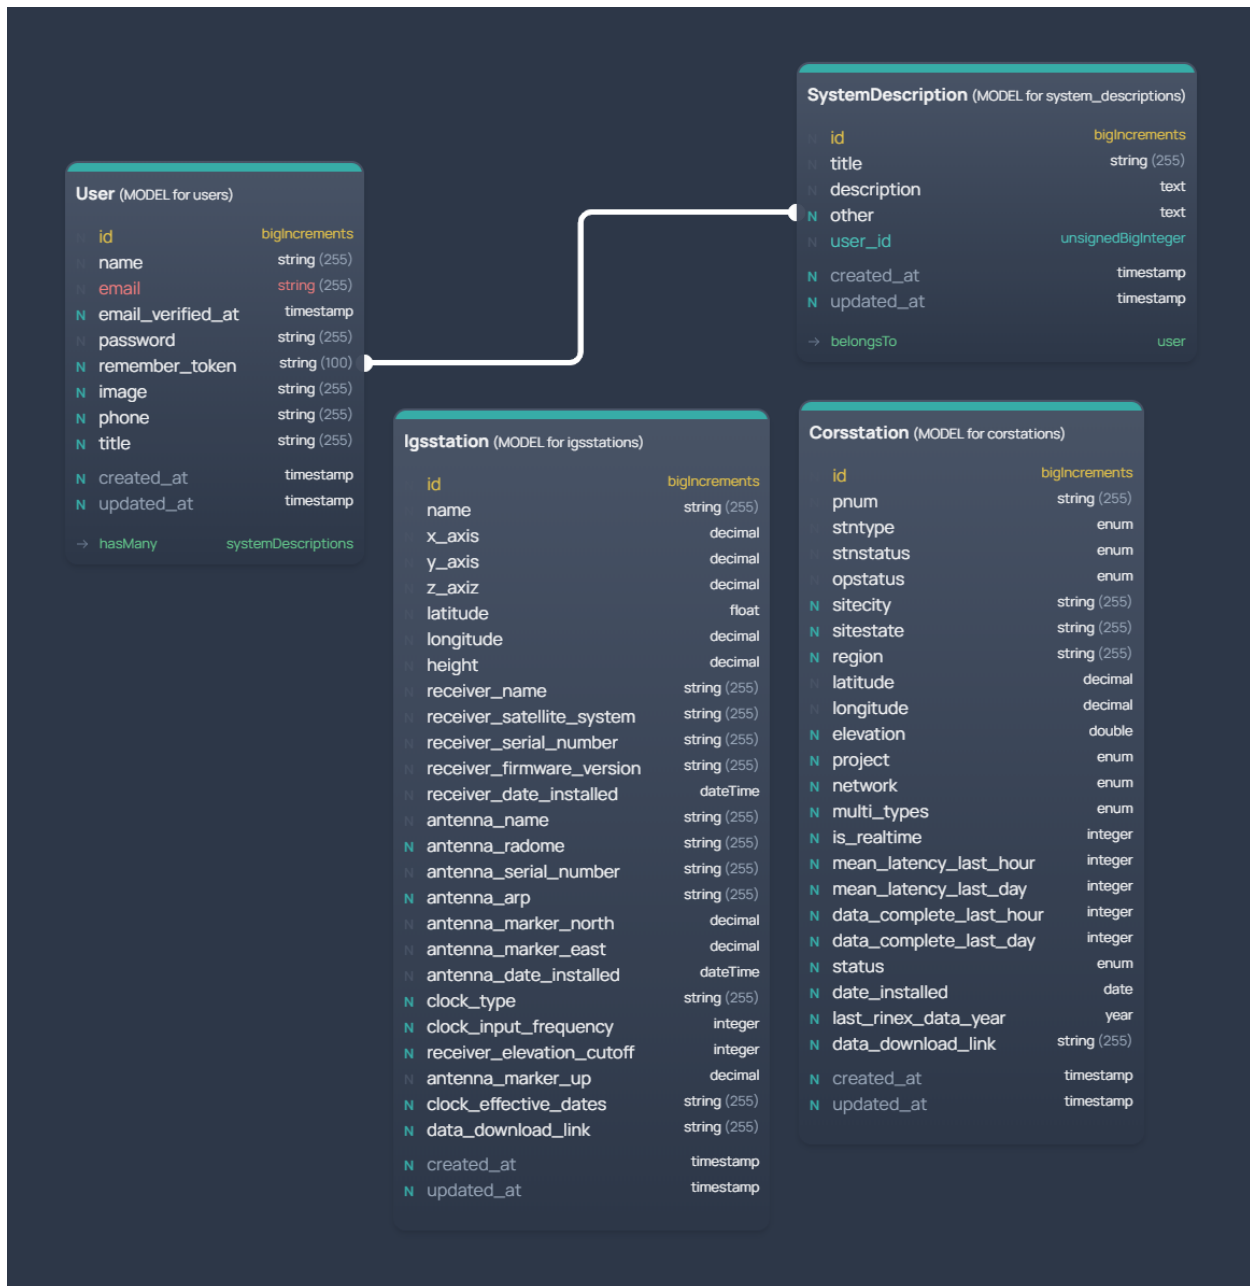 User (MODEL for users)
N id bigIncrements
N name string (255)
N email string (255)
N email_verified_at timestamp
N password string (255)
N remember_token string (100)
N image string (255)
N phone string (255)
N title string (255)
N created_at timestamp
N updated_at timestamp
→ hasMany systemDescriptions
SystemDescription (MODEL for system_descriptions)
N id bigIncrements
N title string (255)
N description text
N other text
N user_id unsignedBigInteger
N created_at timestamp
N updated_at timestamp
→ belongsTo user
Igsstation (MODEL for igsstations)
N id bigIncrements
N name string (255)
N x_axis decimal
N y_axis decimal
N z_axiz decimal
N latitude float
N longitude decimal
N height decimal
N receiver_name string (255)
N receiver_satellite_system string (255)
N receiver_serial_number string (255)
N receiver_firmware_version string (255)
N receiver_date_installed dateTime
N antenna_name string (255)
N antenna_radome string (255)
N antenna_serial_number string (255)
N antenna_arp string (255)
N antenna_marker_north decimal
N antenna_marker_east decimal
N antenna_date_installed dateTime
N clock_type string (255)
N clock_input_frequency integer
N receiver_elevation_cutoff integer
N antenna_marker_up decimal
N clock_effective_dates string (255)
N data_download_link string (255)
N created_at timestamp
N updated_at timestamp
Corsstation (MODEL for corstations)
N id bigIncrements
N pnum string (255)
N stntype enum
N stnstatus enum
N opstatus enum
N sitecity string (255)
N sitestate string (255)
N region string (255)
N latitude decimal
N longitude decimal
N elevation double
N project enum
N network enum
N multi_types enum
N is_realtime integer
N mean_latency_last_hour integer
N mean_latency_last_day integer
N data_complete_last_hour integer
N data_complete_last_day integer
N status enum
N date_installed date
N last_rinex_data_year year
N data_download_link string (255)
N created_at timestamp
N updated_at timestamp